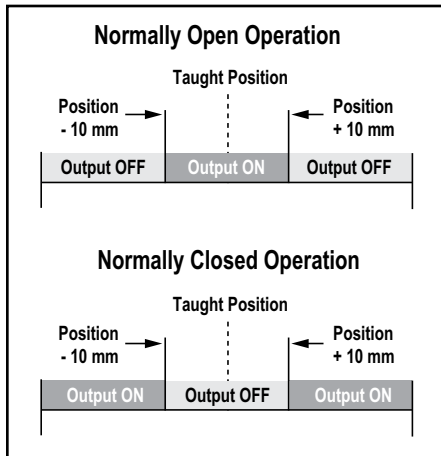 Normally Open Operation
Taught Position
Position
- 10 mm
Position
+ 10 mm
Output OFF Output ON Output OFF
Normally Closed Operation
Taught Position
Position
- 10 mm
Position
+ 10 mm
Output ON Output OFF Output ON